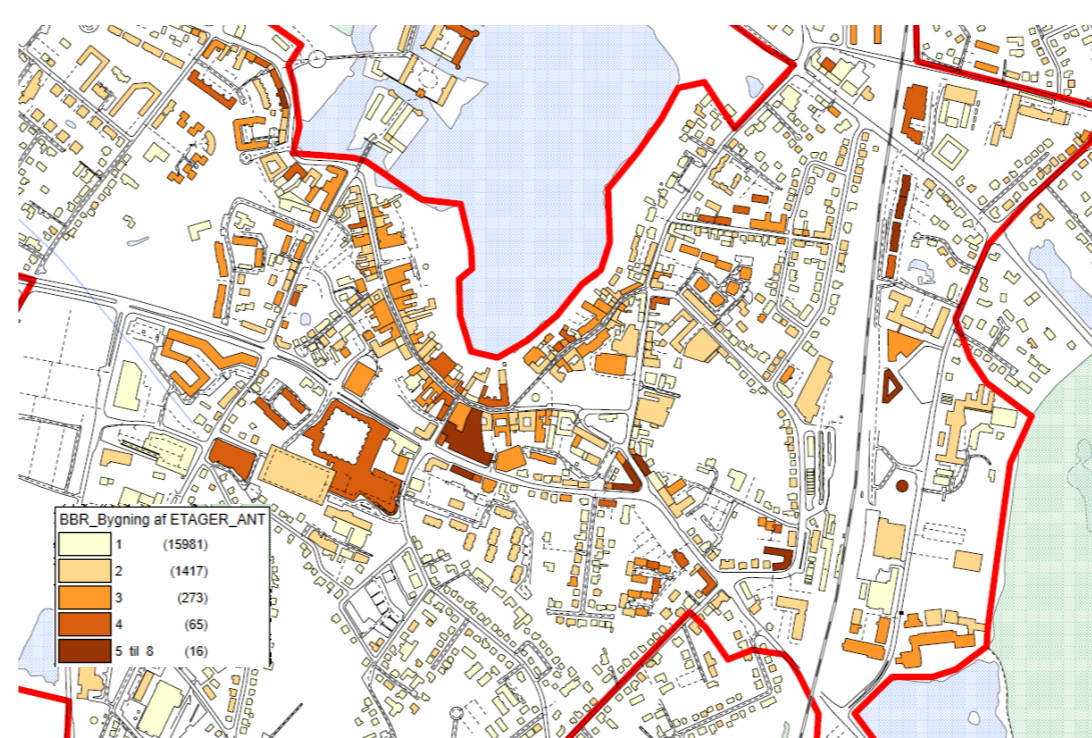 BBR_Bygning af ETAGER_ANT
1 (15981)
2 (1417)
3 (273)
4 (65)
5 til 8 (16)